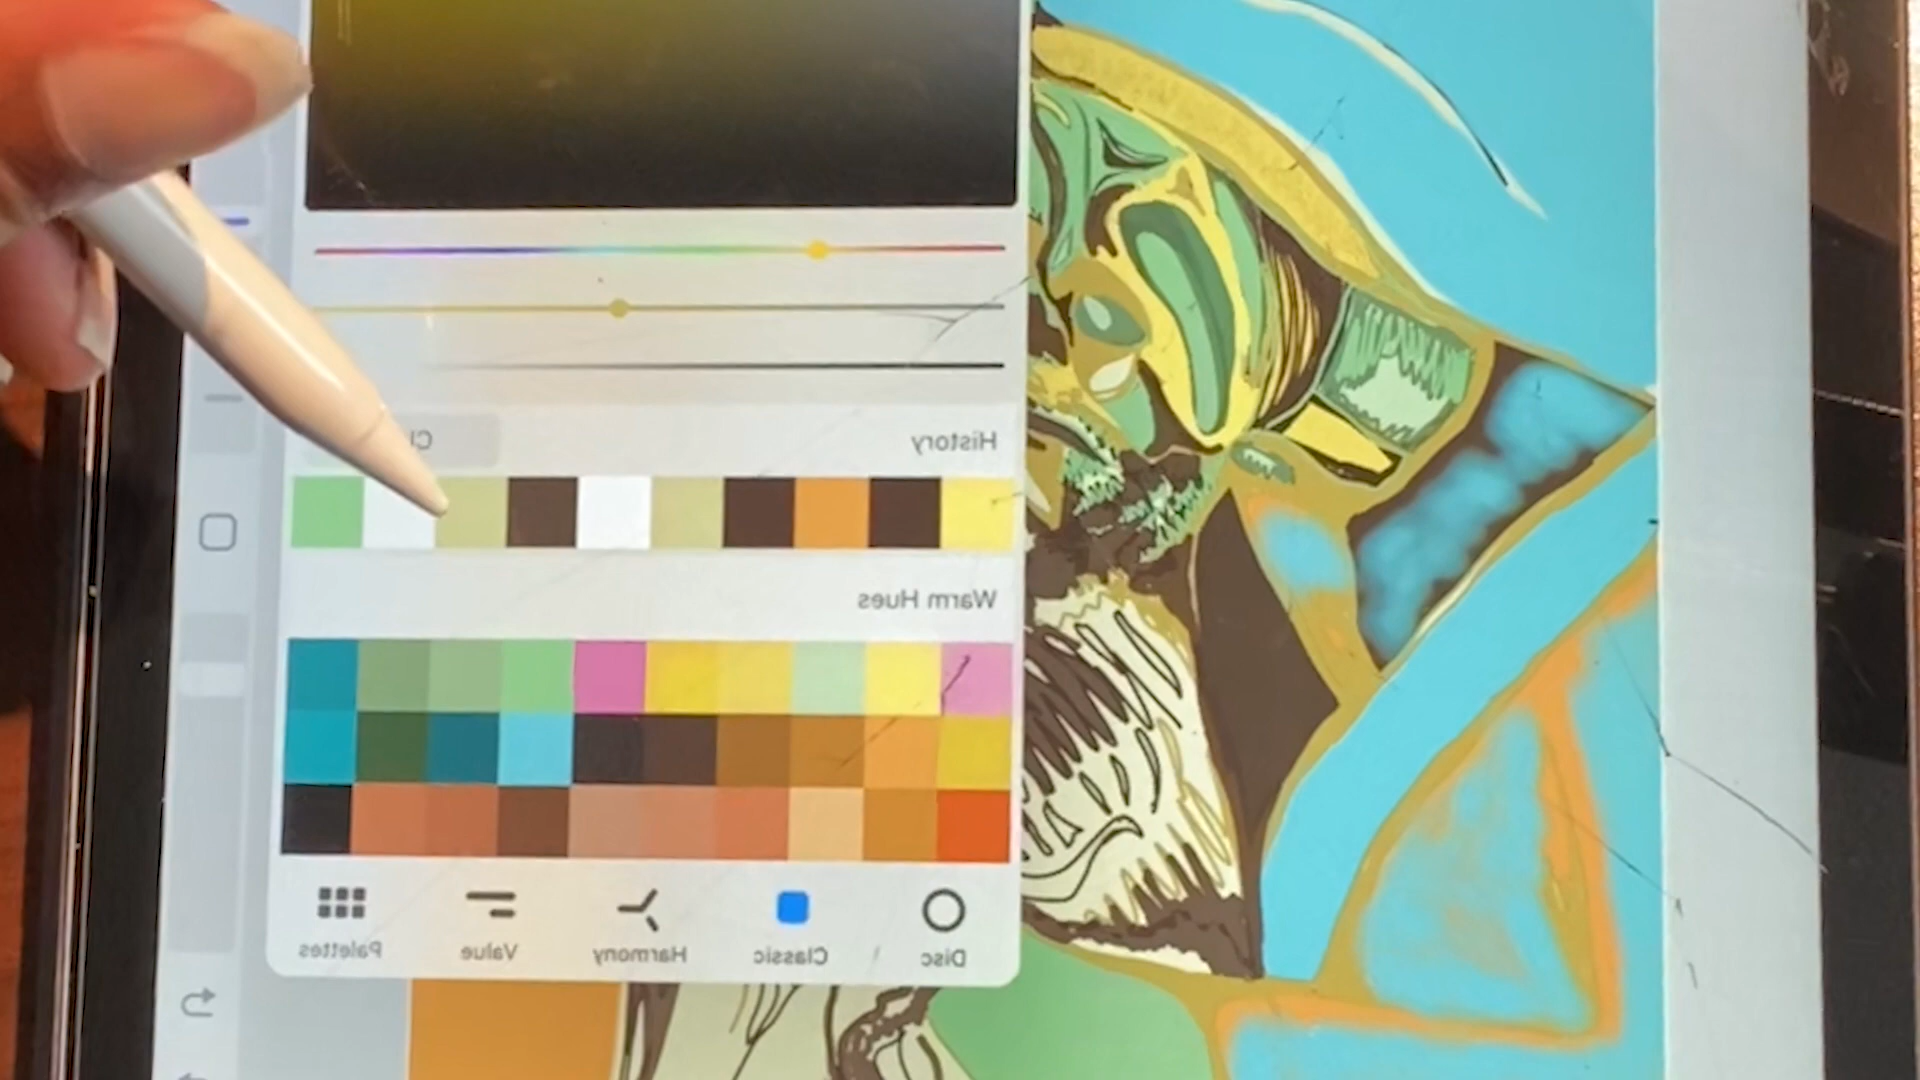 History
Warm Hues
Disc
Classic
Harmony
Value
Palettes